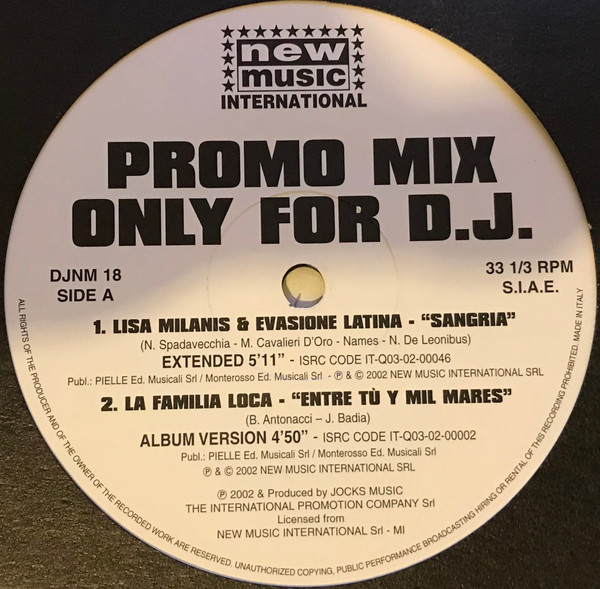 new
music
INTERNATIONAL
PROMO MIX
ONLY FOR D.J.
DJNM 18
SIDE A
33 1/3 RPM
S.I.A.E.
1. LISA MILANIS & EVASIONE LATINA - “SANGRIA”
(N. Spadavecchia - M. Cavalieri D'Oro - Names - N. De Leonibus)
EXTENDED 5'11” - ISRC CODE IT-Q03-02-00046
Publ.: PIELLE Ed. Musicali Srl / Monterosso Ed. Musicali Srl - ℗ & © 2002 NEW MUSIC INTERNATIONAL SRL
2. LA FAMILIA LOCA - “ENTRE TÙ Y MIL MARES”
(B. Antonacci – J. Badia)
ALBUM VERSION 4'50” - ISRC CODE IT-Q03-02-00002
Publ.: PIELLE Ed. Musicali Srl / Monterosso Ed. Musicali Srl
℗ & © 2002 NEW MUSIC INTERNATIONAL SRL
℗ 2002 & Produced by JOCKS MUSIC
THE INTERNATIONAL PROMOTION COMPANY Srl
Licensed from
NEW MUSIC INTERNATIONAL Srl - MI
ALL RIGHTS OF THE PRODUCER AND OF THE OWNER OF THE RECORDED WORK ARE RESERVED. UNAUTHORIZED COPYING, PUBLIC PERFORMANCE BROADCASTING HIRING OR RENTAL OF THIS RECORDING PROHIBITED. MADE IN ITALY